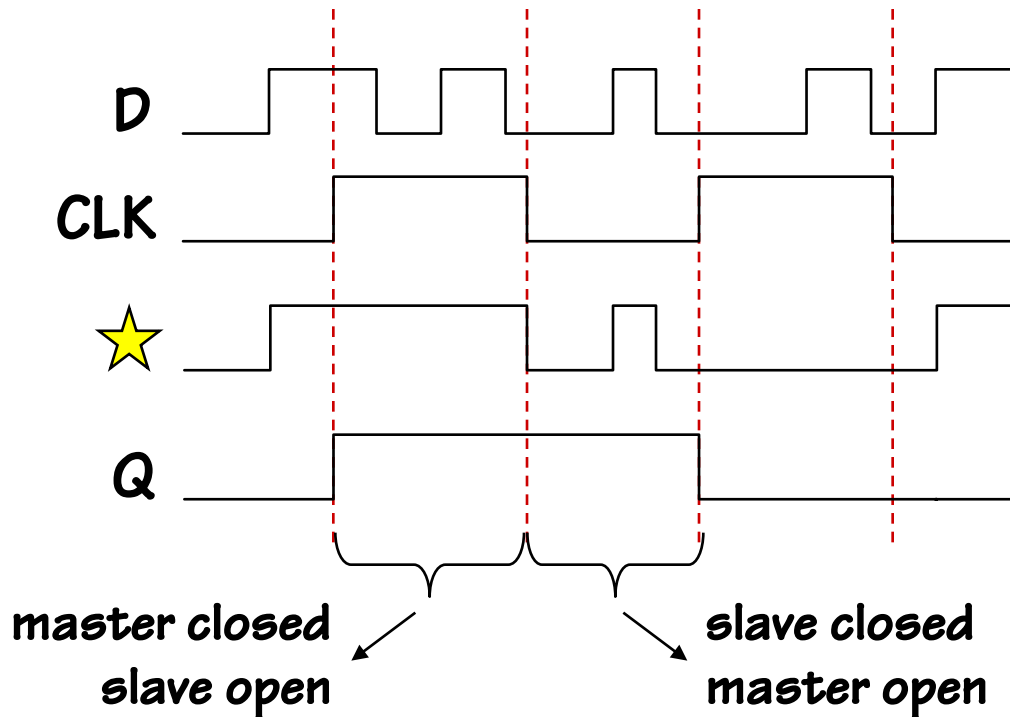 D
CLK
Q
master closed
slave open
slave closed
master open